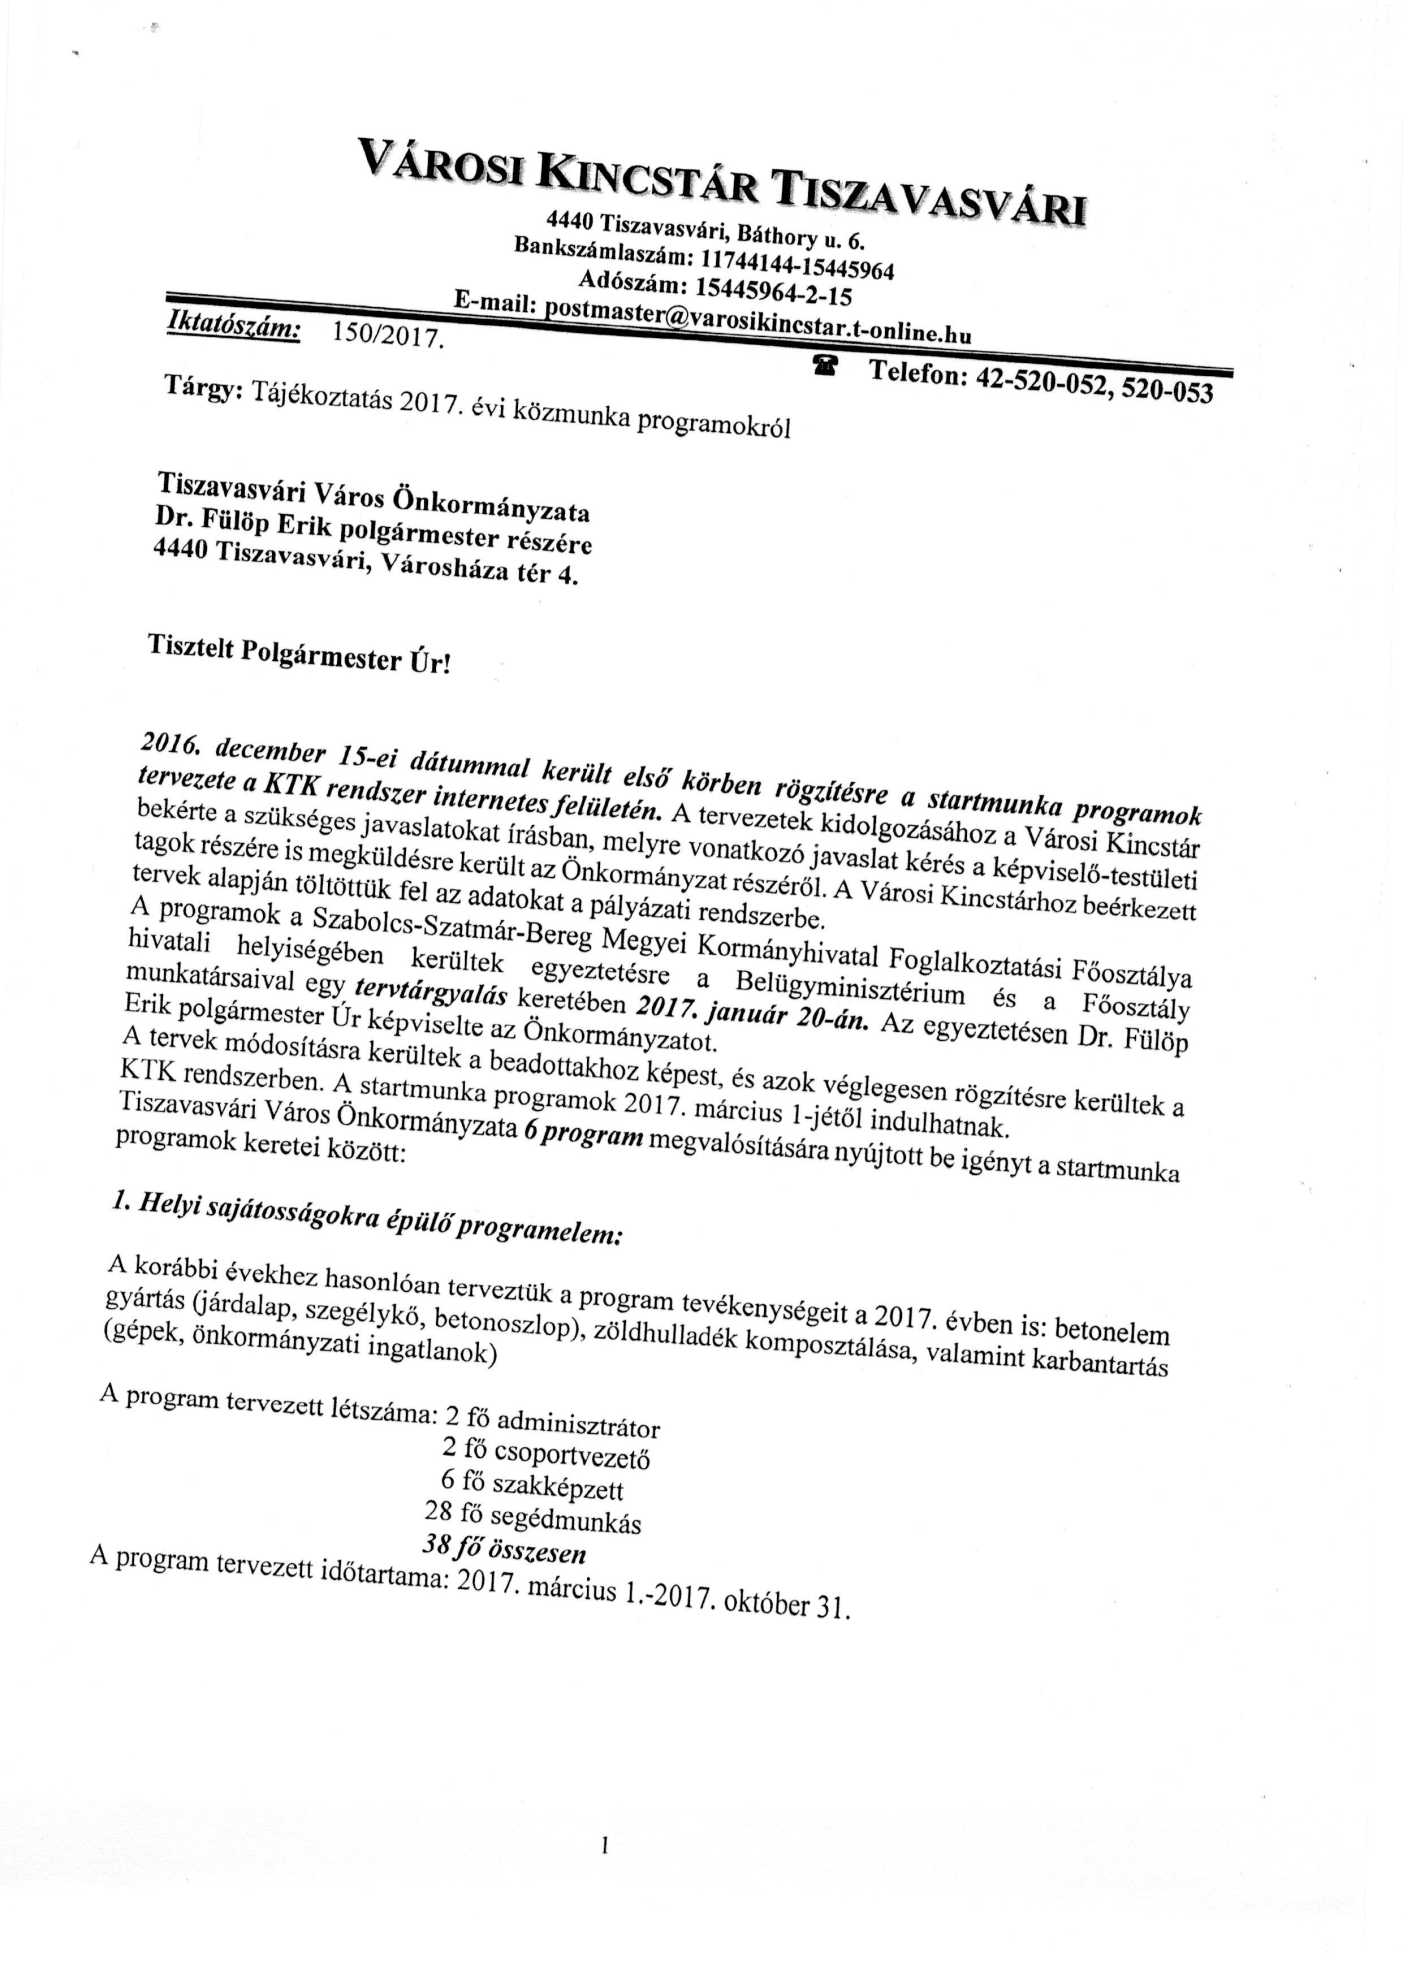 VÁROSI KINCSTÁR TISZAVASVÁRI
4440 Tiszavasvári, Báthory u. 6.
Bankszámlaszám: 11744144-15445964
Adószám: 15445964-2-15
E-mail: postmaster@varosikincstar.t-online.hu
Iktatószám: 150/2017.
☎ Telefon: 42-520-052, 520-053
Tárgy: Tájékoztatás 2017. évi közmunka programokról
Tiszavasvári Város Önkormányzata
Dr. Fülöp Erik polgármester részére
4440 Tiszavasvári, Városháza tér 4.
Tisztelt Polgármester Úr!
2016. december 15-ei dátummal került első körben rögzítésre a startmunka programok
tervezete a KTK rendszer internetes felületén. A tervezetek kidolgozásához a Városi Kincstár
bekérte a szükséges javaslatokat írásban, melyre vonatkozó javaslat kérés a képviselő-testületi
tagok részére is megküldésre került az Önkormányzat részéről. A Városi Kincstárhoz beérkezett
tervek alapján töltöttük fel az adatokat a pályázati rendszerbe.
A programok a Szabolcs-Szatmár-Bereg Megyei Kormányhivatal Foglalkoztatási Főosztálya
hivatali helyiségében kerültek egyeztetésre a Belügyminisztérium és a Főosztály
munkatársaival egy tervtárgyalás keretében 2017. január 20-án. Az egyeztetésen Dr. Fülöp
Erik polgármester Úr képviselte az Önkormányzatot.
A tervek módosításra kerültek a beadottakhoz képest, és azok véglegesen rögzítésre kerültek a
KTK rendszerben. A startmunka programok 2017. március 1-jétől indulhatnak.
Tiszavasvári Város Önkormányzata 6 program megvalósítására nyújtott be igényt a startmunka
programok keretei között:
1. Helyi sajátosságokra épülő programelem:
A korábbi évekhez hasonlóan terveztük a program tevékenységeit a 2017. évben is: betonelem
gyártás (járdalap, szegélykő, betonoszlop), zöldhulladék komposztálása, valamint karbantartás
(gépek, önkormányzati ingatlanok)
A program tervezett létszáma: 2 fő adminisztrátor
2 fő csoportvezető
6 fő szakképzett
28 fő segédmunkás
38 fő összesen
A program tervezett időtartama: 2017. március 1.-2017. október 31.
1